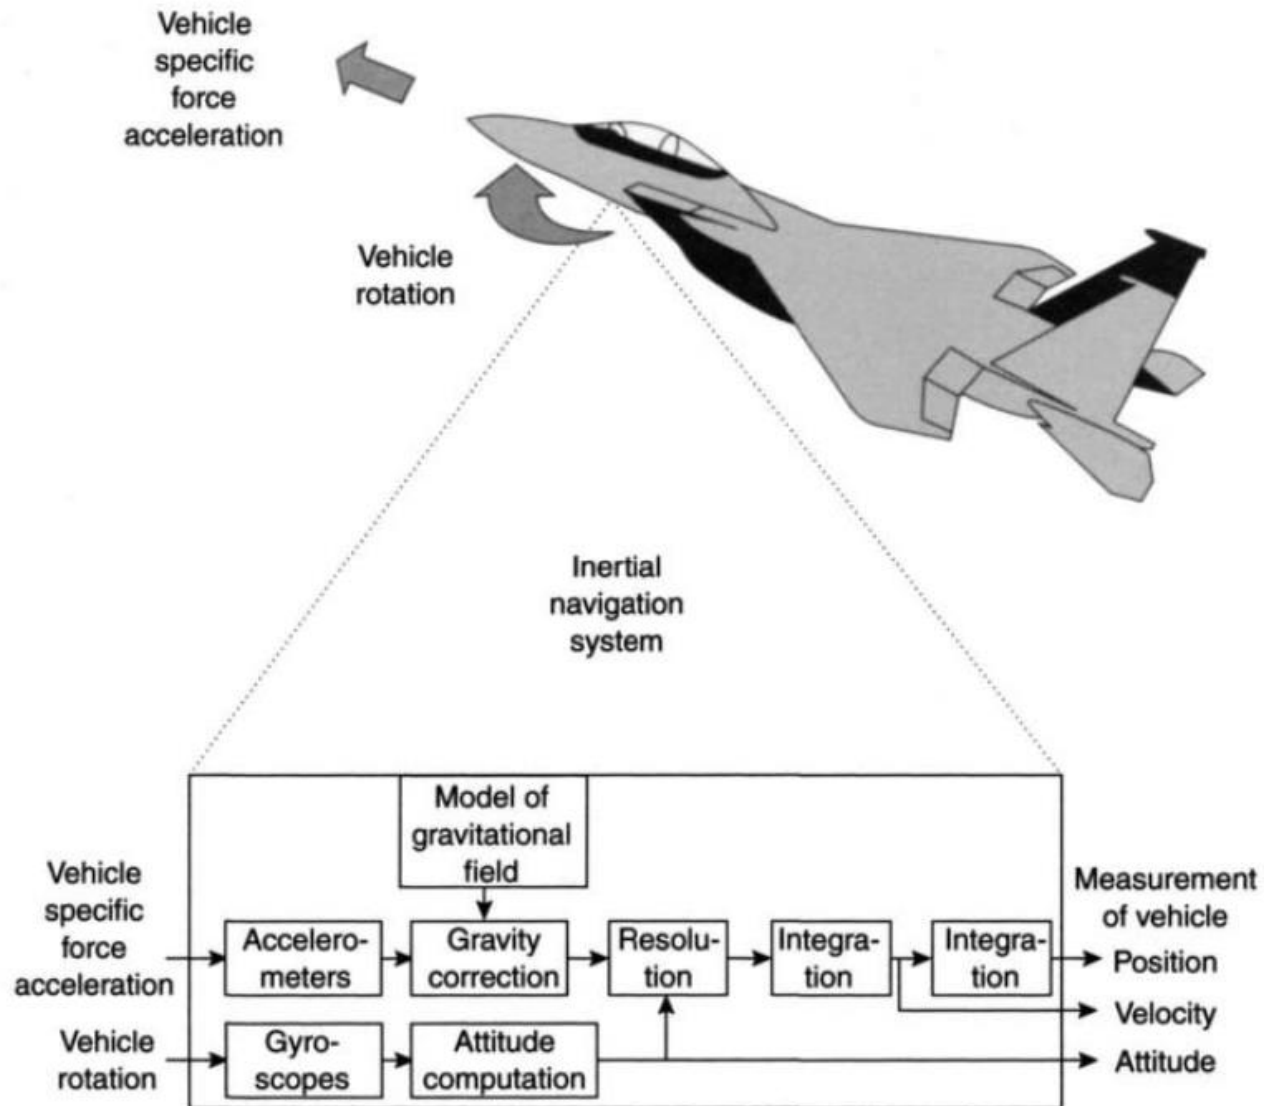 Vehicle
specific
force
acceleration
Vehicle
rotation
Inertial
navigation
system
Model of
gravitational
field
Vehicle
specific
force
acceleration
Accelero-
meters
Gravity
correction
Resolu-
tion
Integra-
tion
Integra-
tion
Measurement
of vehicle
Position
Velocity
Vehicle
rotation
Gyro-
scopes
Attitude
computation
Attitude